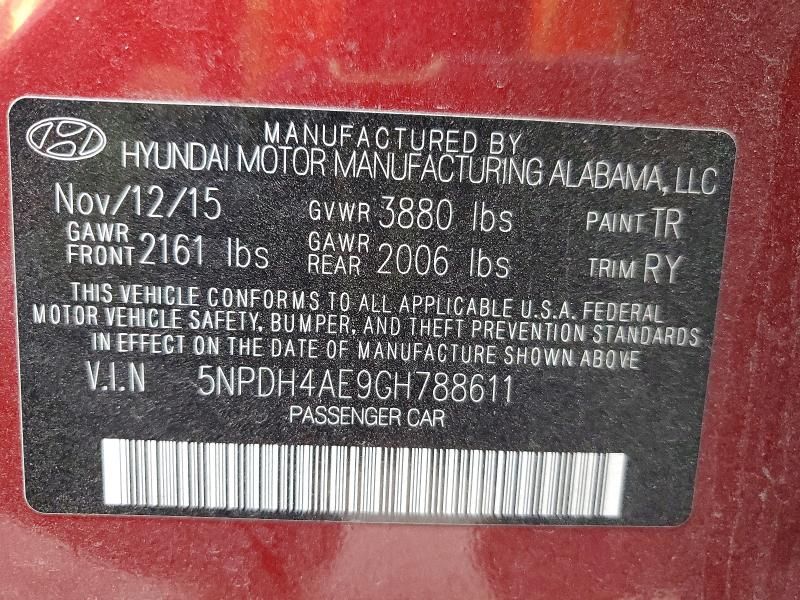 MANUFACTURED BY
HYUNDAI MOTOR MANUFACTURING ALABAMA, LLC
Nov/12/15 GVWR 3880 lbs PAINT TR
GAWR FRONT 2161 lbs GAWR REAR 2006 lbs TRIM RY
THIS VEHICLE CONFORMS TO ALL APPLICABLE U.S.A. FEDERAL
MOTOR VEHICLE SAFETY, BUMPER, AND THEFT PREVENTION STANDARDS
IN EFFECT ON THE DATE OF MANUFACTURE SHOWN ABOVE
V.I.N 5NPDH4AE9GH788611
PASSENGER CAR